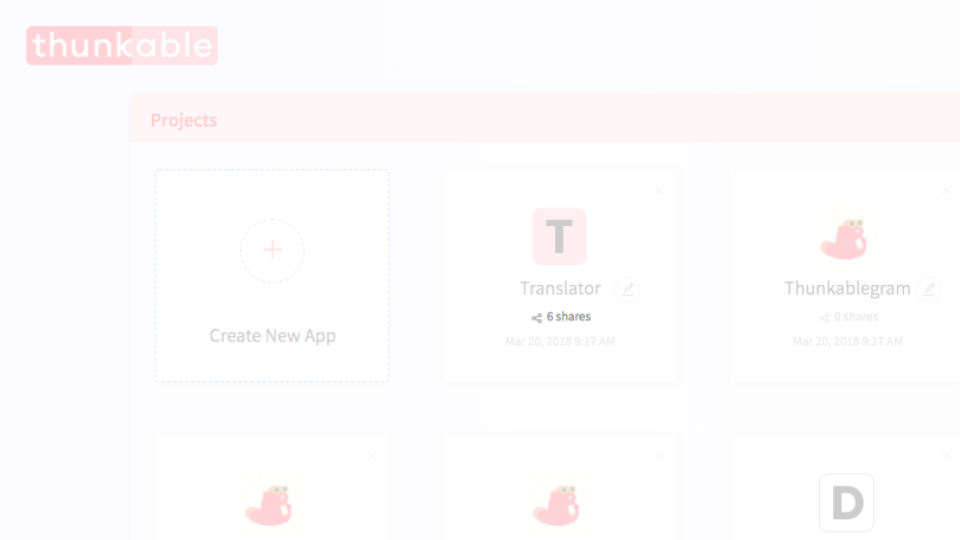 thunkable
Projects
Create New App
T
Translator
6 shares
Mar 20, 2018 9:17 AM
Thunkablegram
0 shares
Mar 20, 2018 9:17 AM
D